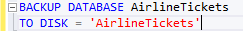 BACKUP DATABASE AirlineTickets
TO DISK = 'AirlineTickets'